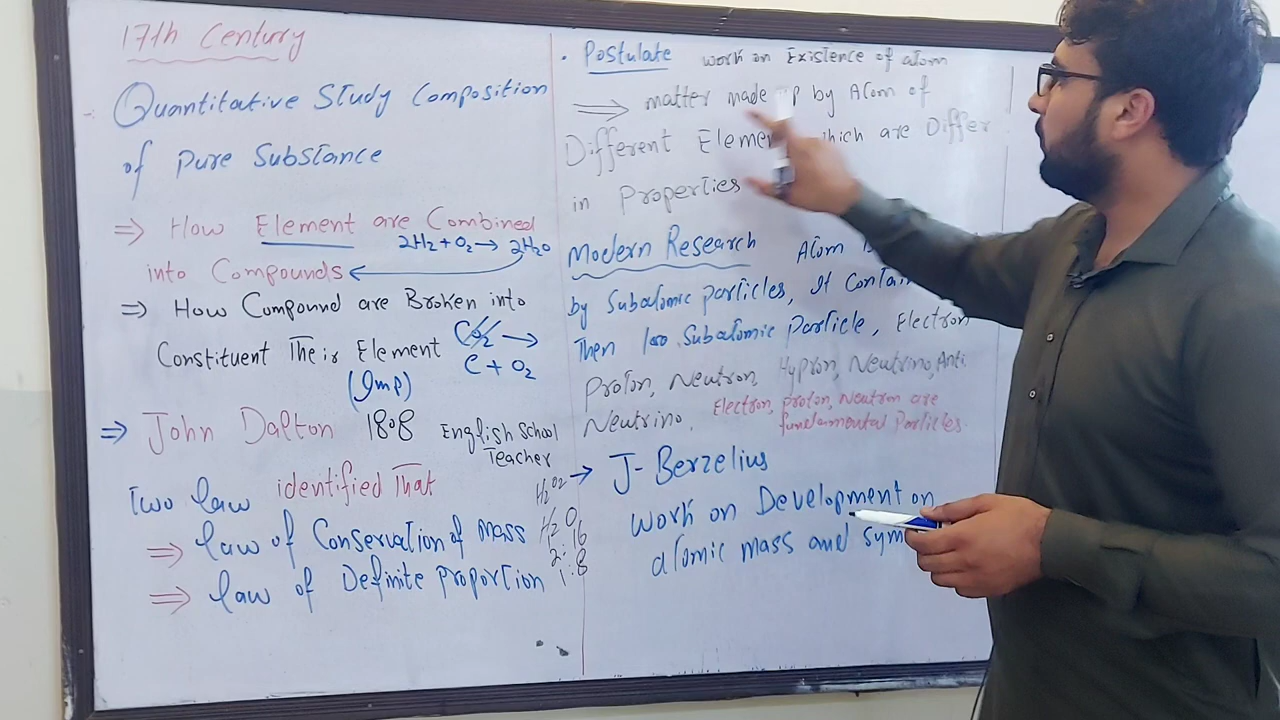 17th Century
Quantitative Study Composition
of Pure Substance
⇒ How Element are Combined
2H2 + O2 → 2H2O
into Compounds
⇒ How Compound are Broken into
Constituent Their Element CO2 →
C + O2
(Imp)
⇒ John Dalton 1808 English School
Teacher
Two law identified That
H2O2
⇒ law of Conservation of Mass H2O
2:16
⇒ law of Definite proportion 1:8
. Postulate work on Existence of atom
⇒ matter made up by Atom of
Different Element which are Differ
in Properties
Modern Research Atom
by Subatomic particles, It
Then 100 Subatomic Particle, Electron
Proton, Neutron, Hypron, Neutrino, Anti
Neutrino. Electron, proton, Neutron are
fundamental Particles.
→ J-Berzelius
work on Development on
atomic mass and